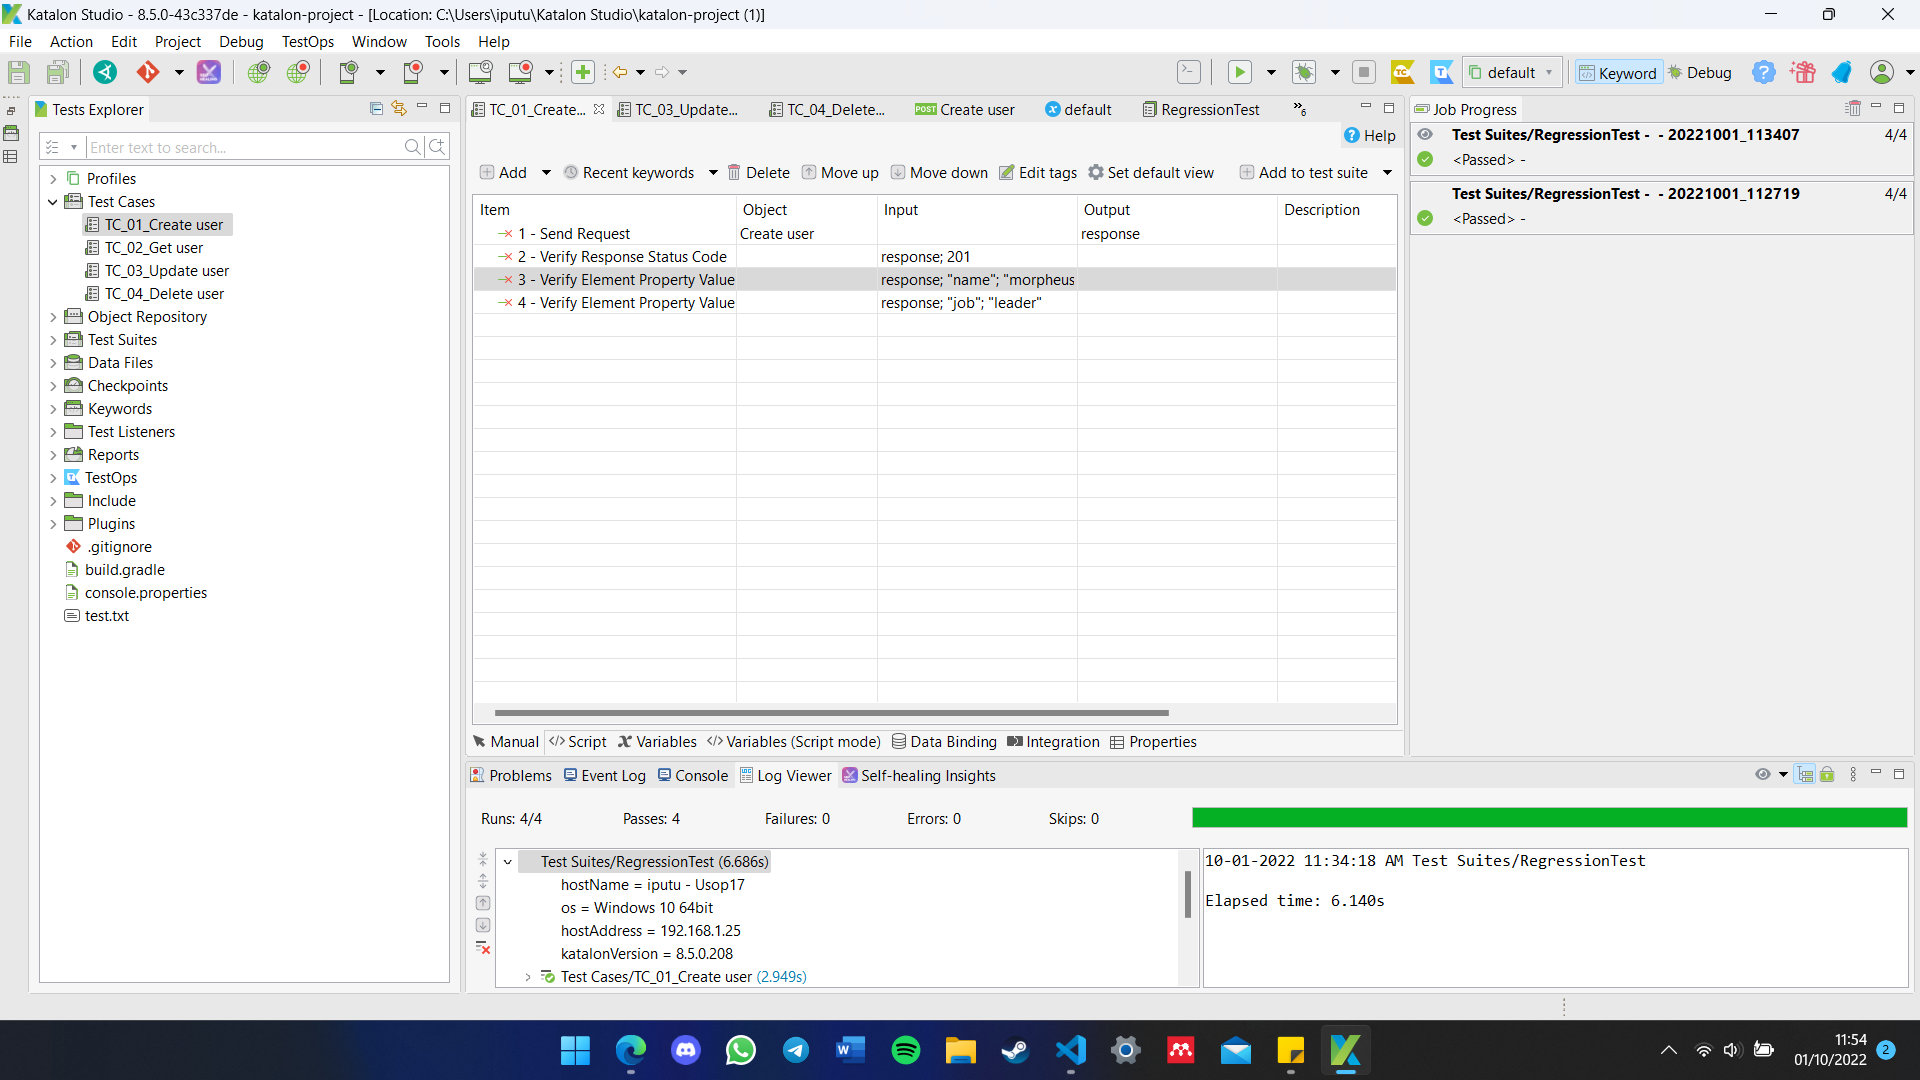 Katalon Studio - 8.5.0-43c337de - katalon-project - [Location: C:\Users\iputu\Katalon Studio\katalon-project (1)]
File Action Edit Project Debug TestOps Window Tools Help
default Keyword Debug
Tests Explorer
Enter text to search...
Profiles
Test Cases
TC_01_Create user
TC_02_Get user
TC_03_Update user
TC_04_Delete user
Object Repository
Test Suites
Data Files
Checkpoints
Keywords
Test Listeners
Reports
TestOps
Include
Plugins
.gitignore
build.gradle
console.properties
test.txt
TC_01_Create... TC_03_Update... TC_04_Delete... POST Create user default RegressionTest »6
Help
Add Recent keywords Delete Move up Move down Edit tags Set default view Add to test suite
Item Object Input Output Description
1 - Send Request Create user response
2 - Verify Response Status Code response; 201
3 - Verify Element Property Value response; "name"; "morpheus
4 - Verify Element Property Value response; "job"; "leader"
Manual Script Variables Variables (Script mode) Data Binding Integration Properties
Job Progress
Test Suites/RegressionTest - - 20221001_113407 4/4
<Passed> -
Test Suites/RegressionTest - - 20221001_112719 4/4
<Passed> -
Problems Event Log Console Log Viewer Self-healing Insights
Runs: 4/4 Passes: 4 Failures: 0 Errors: 0 Skips: 0
Test Suites/RegressionTest (6.686s)
hostName = iputu - Usop17
os = Windows 10 64bit
hostAddress = 192.168.1.25
katalonVersion = 8.5.0.208
Test Cases/TC_01_Create user (2.949s)
10-01-2022 11:34:18 AM Test Suites/RegressionTest
Elapsed time: 6.140s
11:54
01/10/2022
2